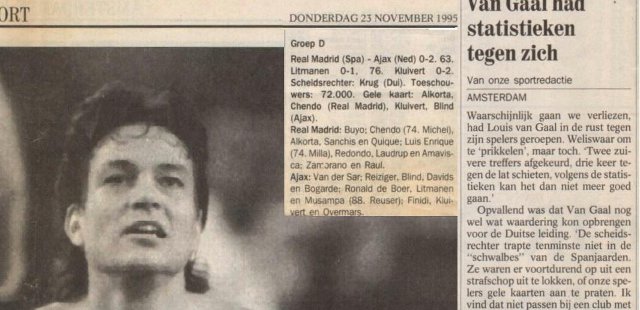 ORT
DONDERDAG 23 NOVEMBER 1995
Groep D
Real Madrid (Spa) - Ajax (Ned) 0-2. 63.
Litmanen 0-1, 76. Kluivert 0-2.
Scheidsrechter: Krug (Dui). Toeschou-
wers: 72.000. Gele kaart: Alkorta,
Chendo (Real Madrid), Kluivert, Blind
(Ajax).
Real Madrid: Buyo; Chendo (74. Michel),
Alkorta, Sanchis en Quique; Luis Enrique
(74. Milla), Redondo, Laudrup en Amavis-
ca; Zamorano en Raul.
Ajax: Van der Sar; Reiziger, Blind, Davids
en Bogarde; Ronald de Boer, Litmanen
en Musampa (88. Reuser); Finidi, Klui-
vert en Overmars.
Van Gaal had
statistieken
tegen zich
Van onze sportredactie
AMSTERDAM
Waarschijnlijk gaan we verliezen,
had Louis van Gaal in de rust tegen
zijn spelers geroepen. Weliswaar om
te ‘prikkelen’, maar toch. ‘Twee zui-
vere treffers afgekeurd, drie keer te-
gen de lat schieten, volgens de statis-
tieken kan het dan niet meer goed
gaan.’
Opvallend was dat Van Gaal nog
wel wat waardering kon opbrengen
voor de Duitse leiding. ‘De scheids-
rechter trapte tenminste niet in de
“schwalbes” van de Spanjaarden.
Ze waren er voortdurend op uit een
strafschop uit te lokken, of onze spe-
lers gele kaarten aan te praten. Ik
vind dat niet passen bij een club met